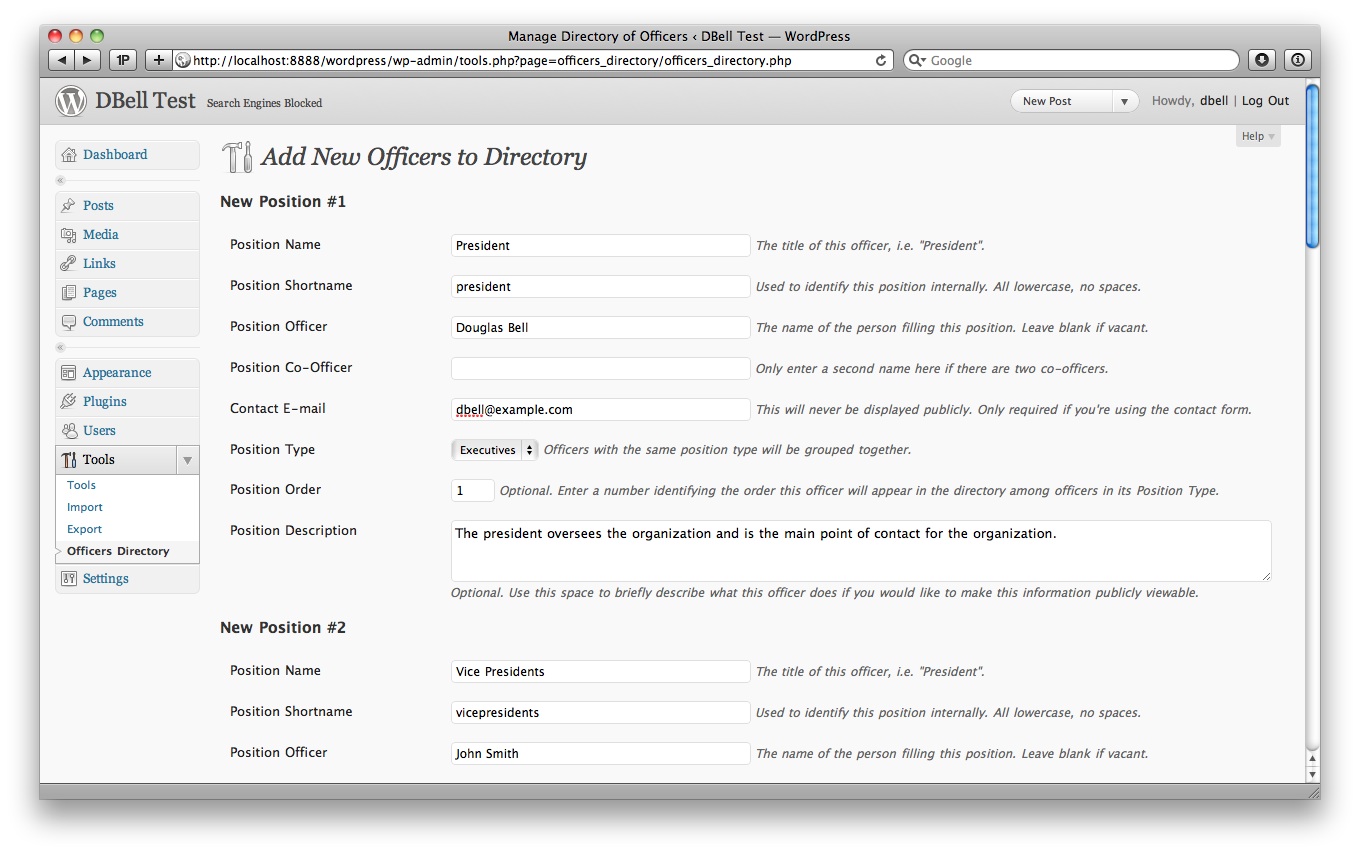 Manage Directory of Officers ‹ DBell Test — WordPress
1P + http://localhost:8888/wordpress/wp-admin/tools.php?page=officers_directory/officers_directory.php Google
DBell Test Search Engines Blocked New Post Howdy, dbell | Log Out
Help
Dashboard
Posts
Media
Links
Pages
Comments
Appearance
Plugins
Users
Tools
Tools
Import
Export
Officers Directory
Settings
Add New Officers to Directory
New Position #1
Position Name President The title of this officer, i.e. "President".
Position Shortname president Used to identify this position internally. All lowercase, no spaces.
Position Officer Douglas Bell The name of the person filling this position. Leave blank if vacant.
Position Co-Officer Only enter a second name here if there are two co-officers.
Contact E-mail dbell@example.com This will never be displayed publicly. Only required if you're using the contact form.
Position Type Executives Officers with the same position type will be grouped together.
Position Order 1 Optional. Enter a number identifying the order this officer will appear in the directory among officers in its Position Type.
Position Description The president oversees the organization and is the main point of contact for the organization.
Optional. Use this space to briefly describe what this officer does if you would like to make this information publicly viewable.
New Position #2
Position Name Vice Presidents The title of this officer, i.e. "President".
Position Shortname vicepresidents Used to identify this position internally. All lowercase, no spaces.
Position Officer John Smith The name of the person filling this position. Leave blank if vacant.